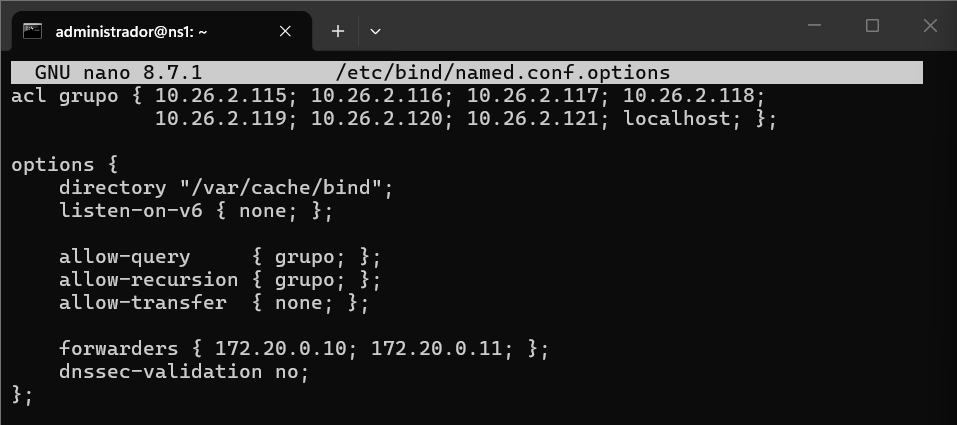 administrador@ns1: ~
GNU nano 8.7.1 /etc/bind/named.conf.options
acl grupo { 10.26.2.115; 10.26.2.116; 10.26.2.117; 10.26.2.118;
            10.26.2.119; 10.26.2.120; 10.26.2.121; localhost; };

options {
    directory "/var/cache/bind";
    listen-on-v6 { none; };

    allow-query     { grupo; };
    allow-recursion { grupo; };
    allow-transfer  { none; };

    forwarders { 172.20.0.10; 172.20.0.11; };
    dnssec-validation no;
};